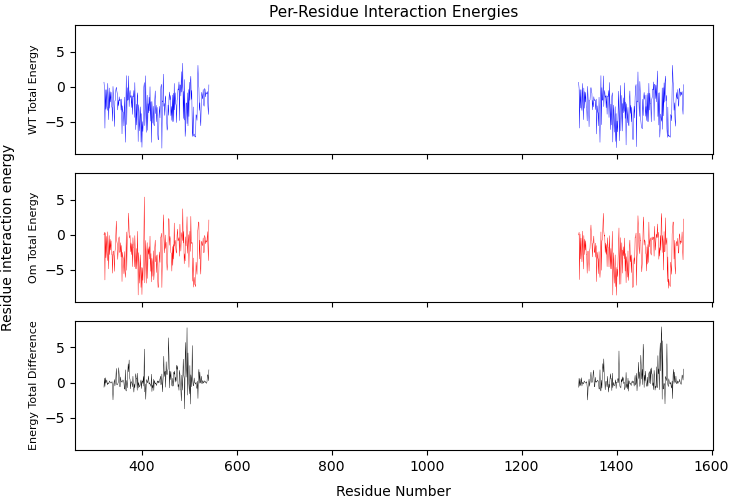 Per-Residue Interaction Energies
Residue interaction energy
WT Total Energy
5
0
−5
Om Total Energy
5
0
−5
Energy Total Difference
5
0
−5
400 600 800 1000 1200 1400 1600
Residue Number